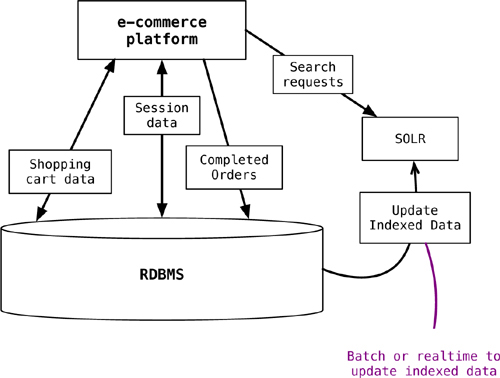 e-commerce
platform
Search
requests
Session
data
SOLR
Shopping
cart data
Completed
Orders
Update
Indexed Data
RDBMS
Batch or realtime to
update indexed data